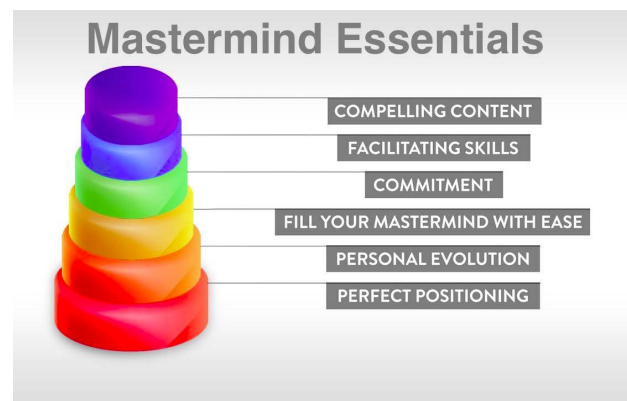 Mastermind Essentials
COMPELLING CONTENT
FACILITATING SKILLS
COMMITMENT
FILL YOUR MASTERMIND WITH EASE
PERSONAL EVOLUTION
PERFECT POSITIONING